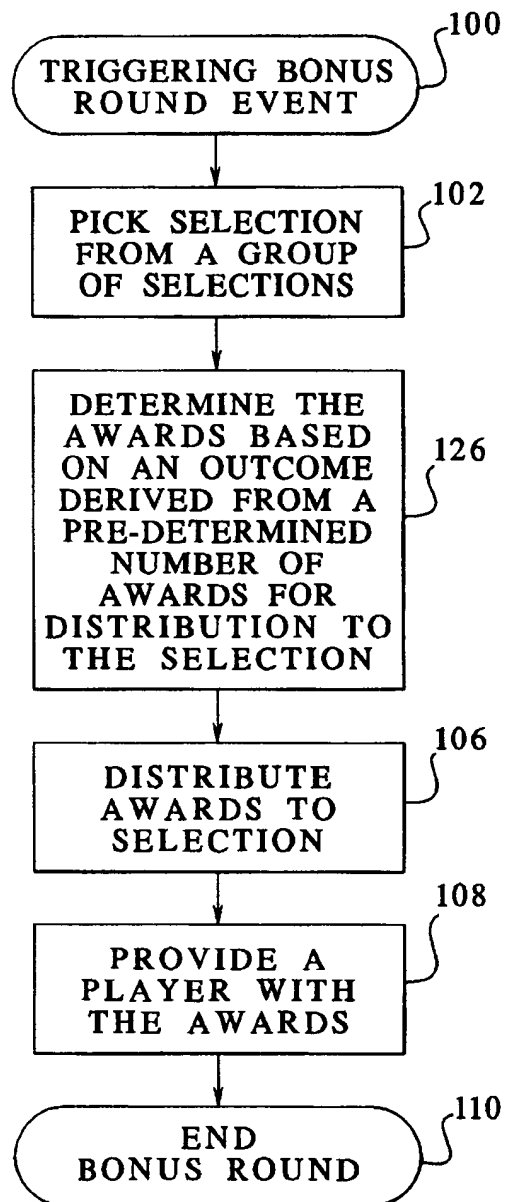 100
TRIGGERING BONUS
ROUND EVENT
102
PICK SELECTION
FROM A GROUP
OF SELECTIONS
DETERMINE THE
AWARDS BASED
ON AN OUTCOME
DERIVED FROM A
PRE-DETERMINED
NUMBER OF
AWARDS FOR
DISTRIBUTION TO
THE SELECTION
126
106
DISTRIBUTE
AWARDS TO
SELECTION
108
PROVIDE A
PLAYER WITH
THE AWARDS
END
BONUS ROUND
110